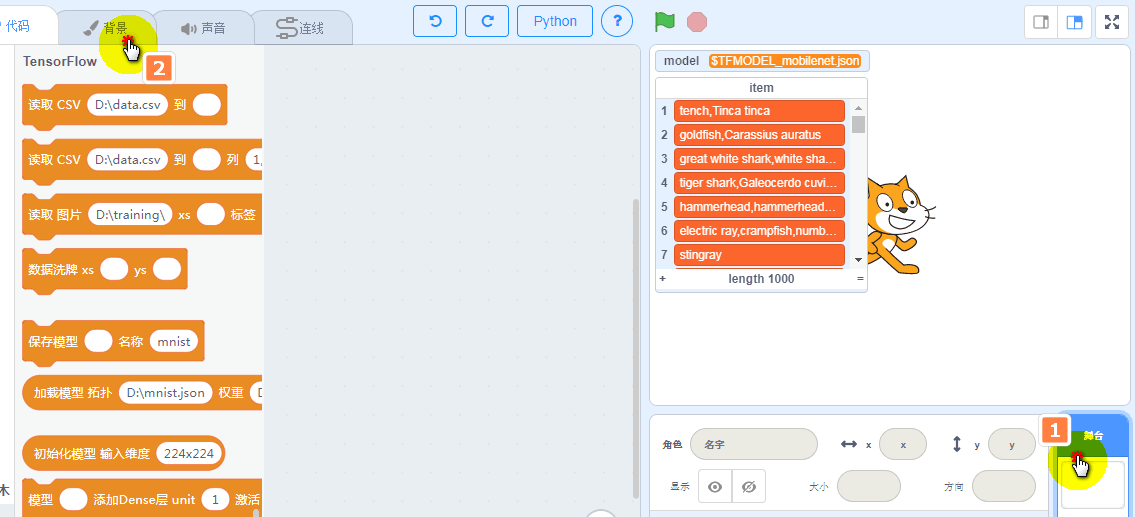 代码
背景
声音
连线
Python
?
2
TensorFlow
读取 CSV D:\data.csv 到
读取 CSV D:\data.csv 到 列 1,
读取 图片 D:\training\ xs 标签
数据洗牌 xs ys
保存模型 名称 mnist
加载模型 拓扑 D:\mnist.json 权重 D
初始化模型 输入维度 224x224
木
模型 添加Dense层 unit 1 激活
model $TFMODEL_mobilenet.json
item
1 tench,Tinca tinca
2 goldfish,Carassius auratus
3 great white shark,white sha...
4 tiger shark,Galeocerdo cuvi...
5 hammerhead,hammerhead...
6 electric ray,crampfish,numb...
7 stingray
+ length 1000 =
角色 名字 x x y y
显示 大小 方向
1
舞台